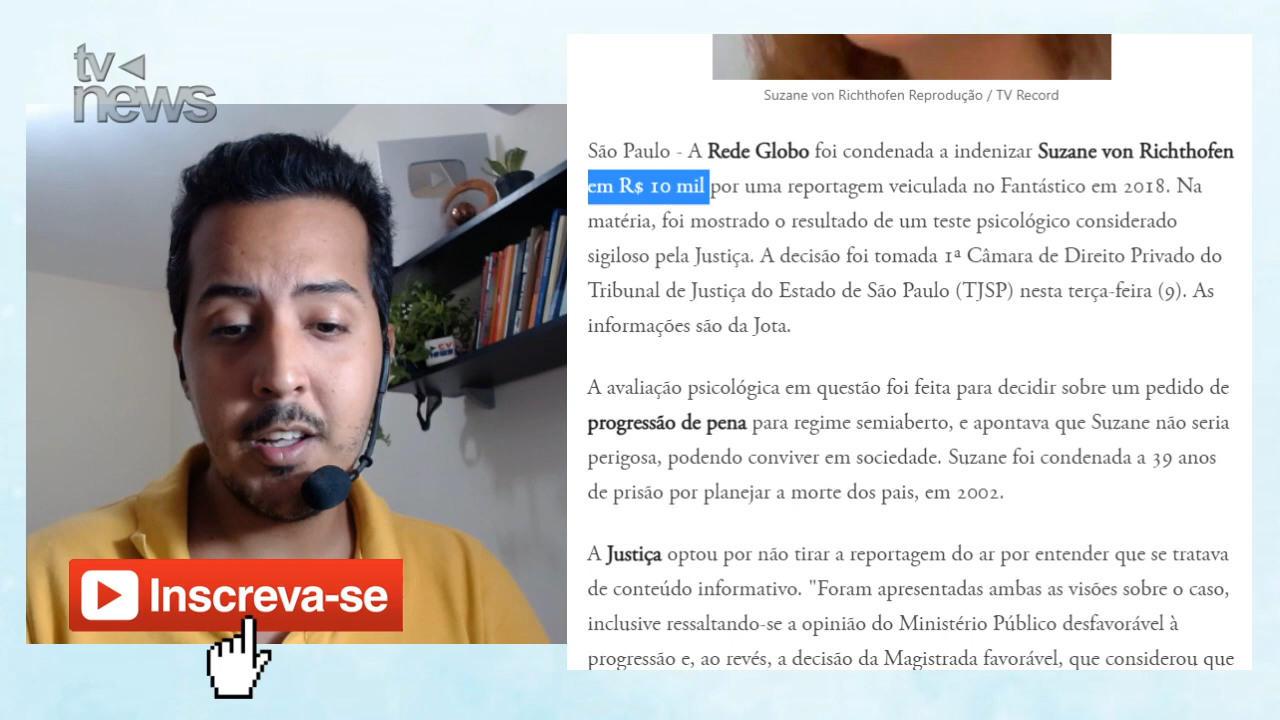 tv
news
Suzane von Richthofen Reprodução / TV Record
São Paulo - A Rede Globo foi condenada a indenizar Suzane von Richthofen
em R$ 10 mil por uma reportagem veiculada no Fantástico em 2018. Na
matéria, foi mostrado o resultado de um teste psicológico considerado
sigiloso pela Justiça. A decisão foi tomada 1ª Câmara de Direito Privado do
Tribunal de Justiça do Estado de São Paulo (TJSP) nesta terça-feira (9). As
informações são da Jota.
A avaliação psicológica em questão foi feita para decidir sobre um pedido de
progressão de pena para regime semiaberto, e apontava que Suzane não seria
perigosa, podendo conviver em sociedade. Suzane foi condenada a 39 anos
de prisão por planejar a morte dos pais, em 2002.
A Justiça optou por não tirar a reportagem do ar por entender que se tratava
de conteúdo informativo. "Foram apresentadas ambas as visões sobre o caso,
inclusive ressaltando-se a opinião do Ministério Público desfavorável à
progressão e, ao revés, a decisão da Magistrada favorável, que considerou que
Inscreva-se